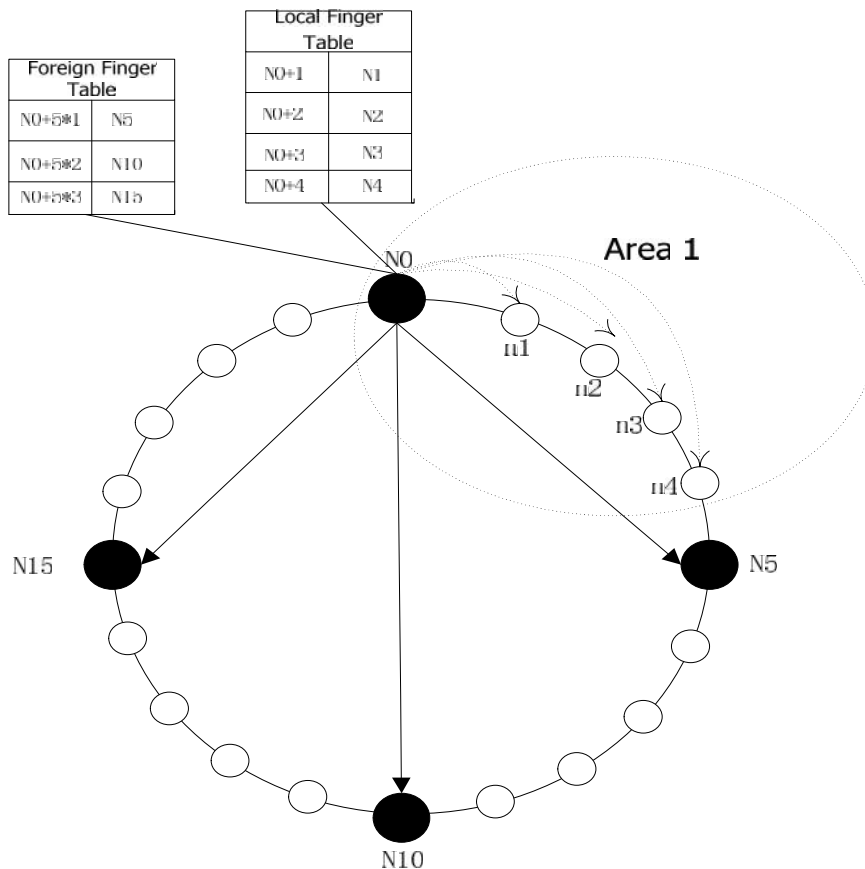 Local Finger
Table
N0+1 N1
N0+2 N2
N0+3 N3
N0+4 N4
Foreign Finger
Table
N0+5*1 N5
N0+5*2 N10
N0+5*3 N15
Area 1
N0
n1
n2
n3
n4
N15
N5
N10